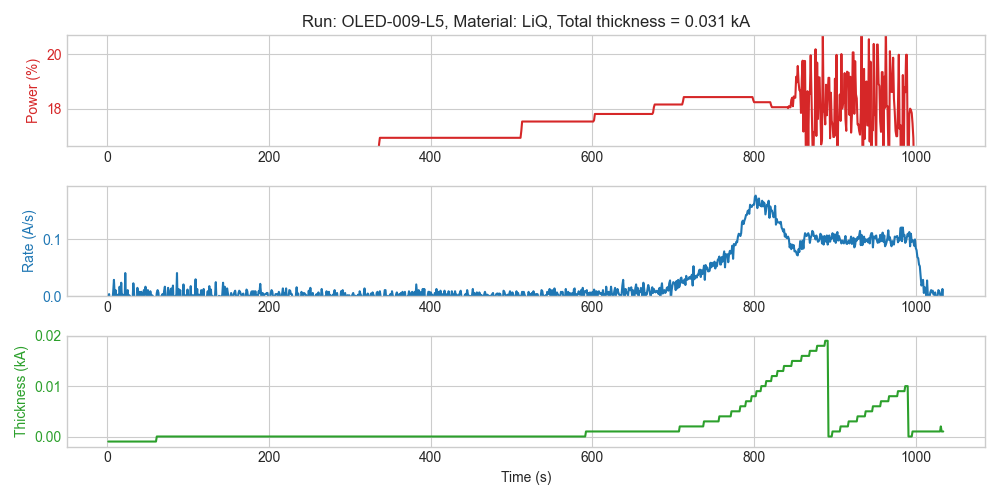 Run: OLED-009-L5, Material: LiQ, Total thickness = 0.031 kA
Power (%)
20
18
0 200 400 600 800 1000
Rate (A/s)
0.1
0.0
0 200 400 600 800 1000
Thickness (kA)
0.02
0.01
0.00
0 200 400 600 800 1000
Time (s)